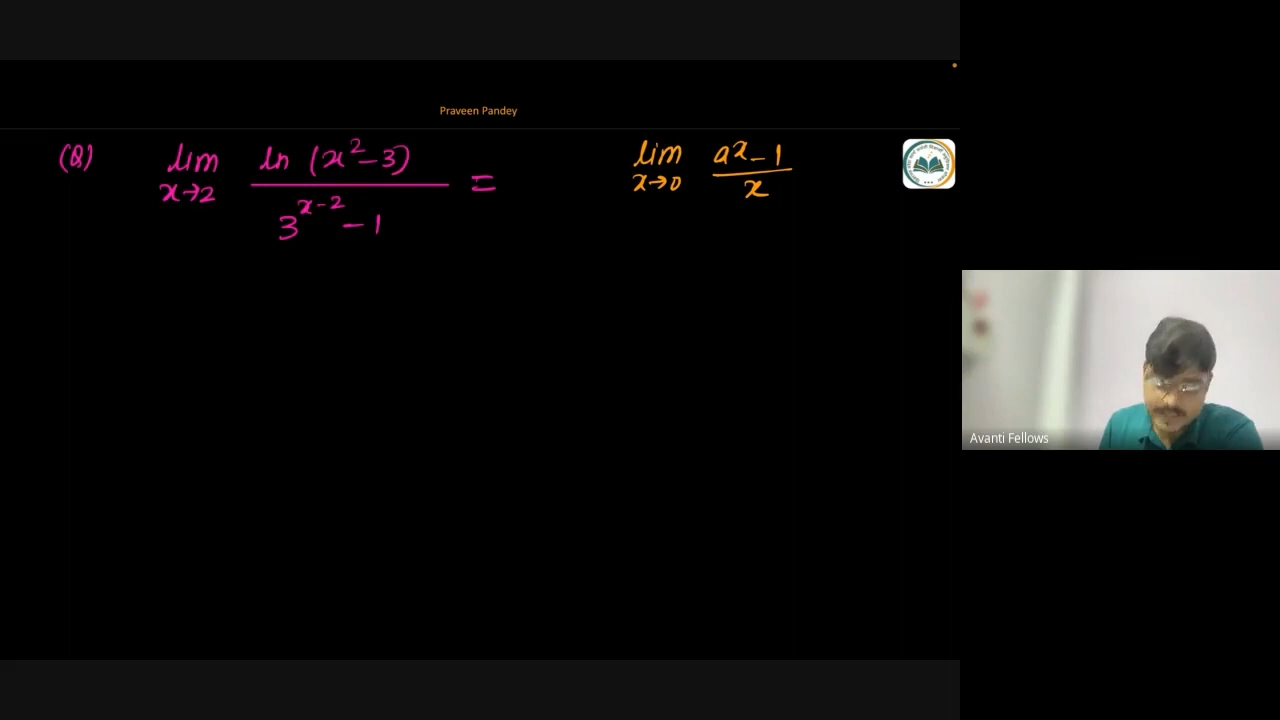 Praveen Pandey
(Q) lim x→2 ln (x²-3) / 3^(x-2) - 1 =
lim x→0 a^x-1 / x
Avanti Fellows